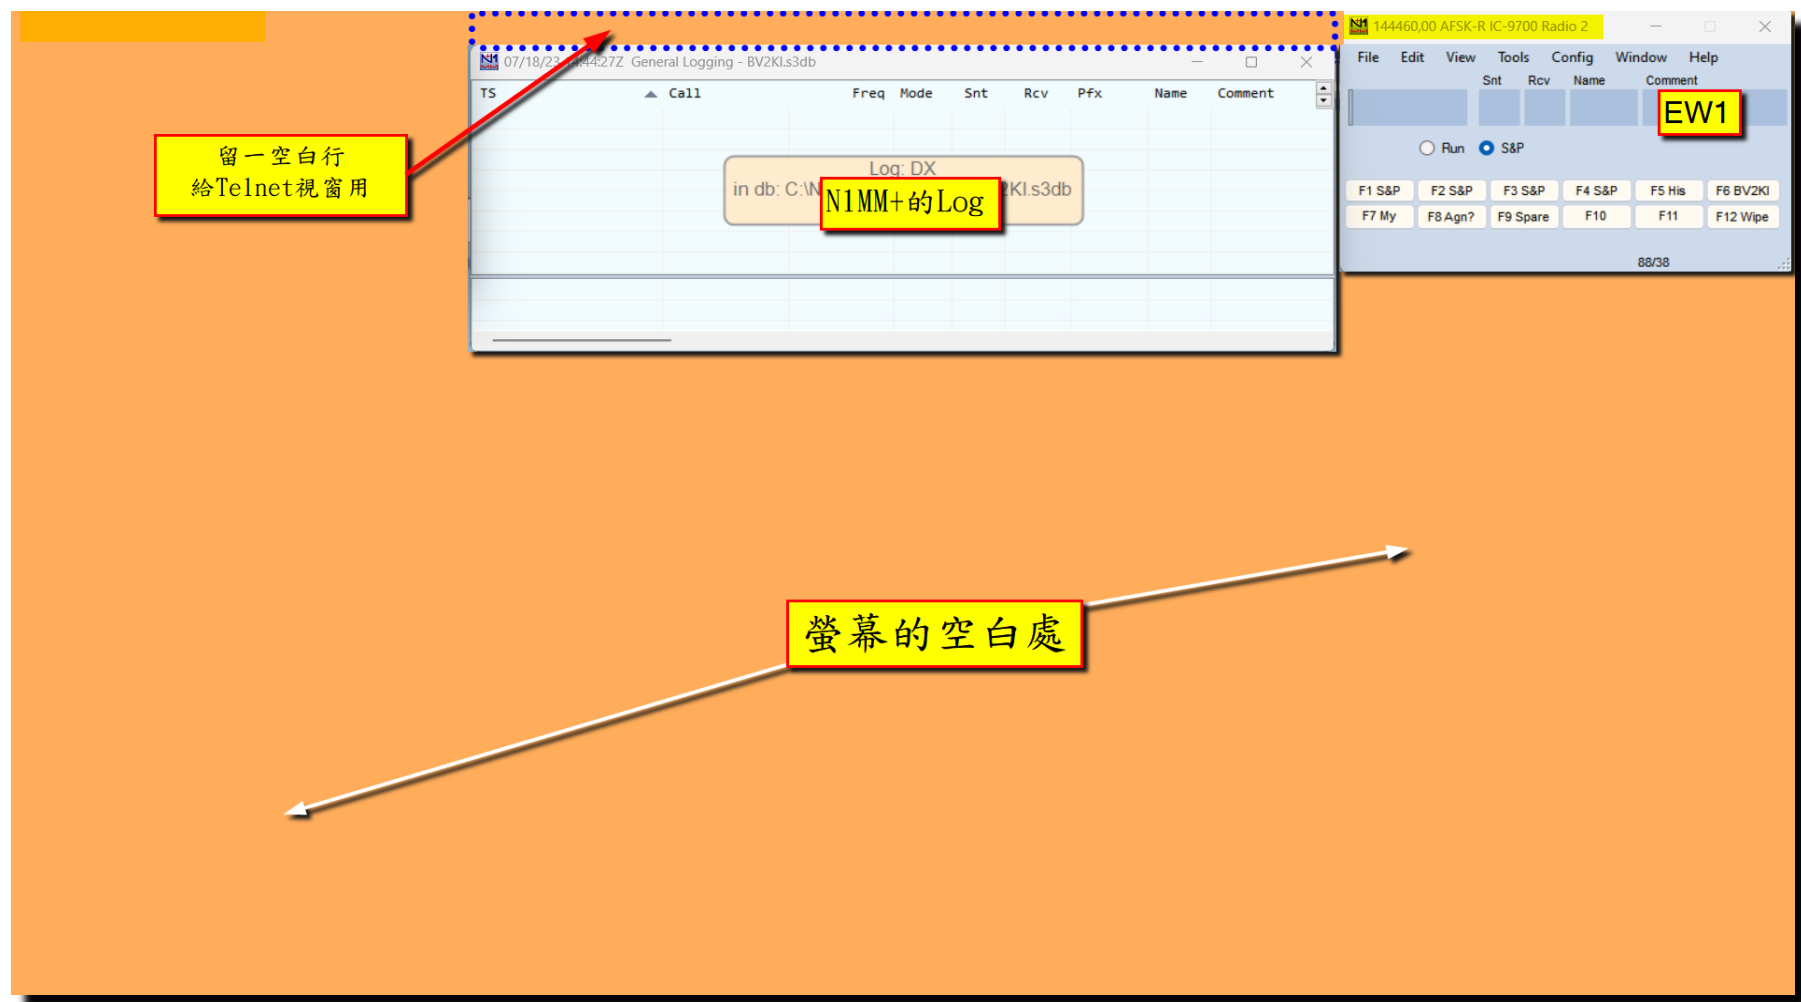 144460,00 AFSK-R IC-9700 Radio 2
07/18/23 :44:27Z General Logging - BV2KI.s3db
File Edit View Tools Config Window Help
TS Call Freq Mode Snt Rcv Pfx Name Comment
Snt Rcv Name Comment
EW1
Run S&P
留一空白行
給Telnet視窗用
Log: DX
in db: C:\N KI.s3db
N1MM+的Log
F1 S&P F2 S&P F3 S&P F4 S&P F5 His F6 BV2KI
F7 My F8 Agn? F9 Spare F10 F11 F12 Wipe
88/38
螢幕的空白處